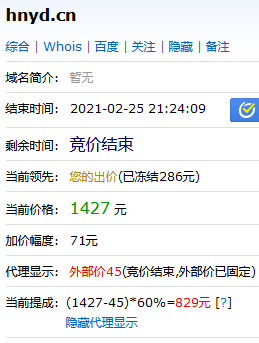 hnyd.cn
综合 | Whois | 百度 | 关注 | 隐藏 | 备注
域名简介: 暂无
结束时间: 2021-02-25 21:24:09
剩余时间: 竞价结束
当前领先: 您的出价(已冻结286元)
当前价格: 1427 元
加价幅度: 71元
代理显示: 外部价45(竞价结束,外部价已固定)
当前提成: (1427-45)*60%=829元 [?]
隐藏代理显示